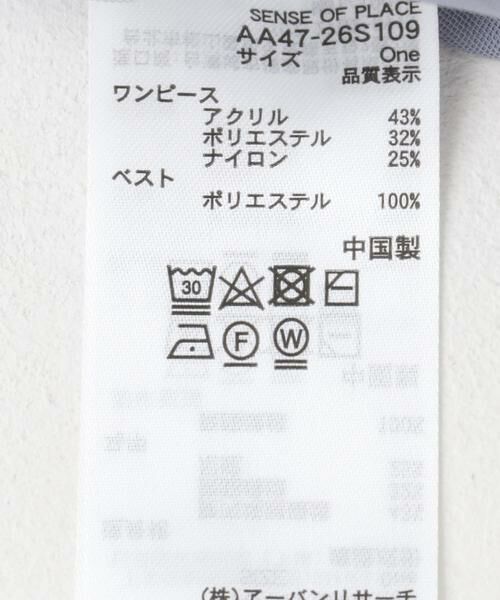 SENSE OF PLACE
AA47-26S109
サイズ One
品質表示
ワンピース
アクリル 43%
ポリエステル 32%
ナイロン 25%
ベスト
ポリエステル 100%
中国製
30
F W
(株)アーバンリサーチ